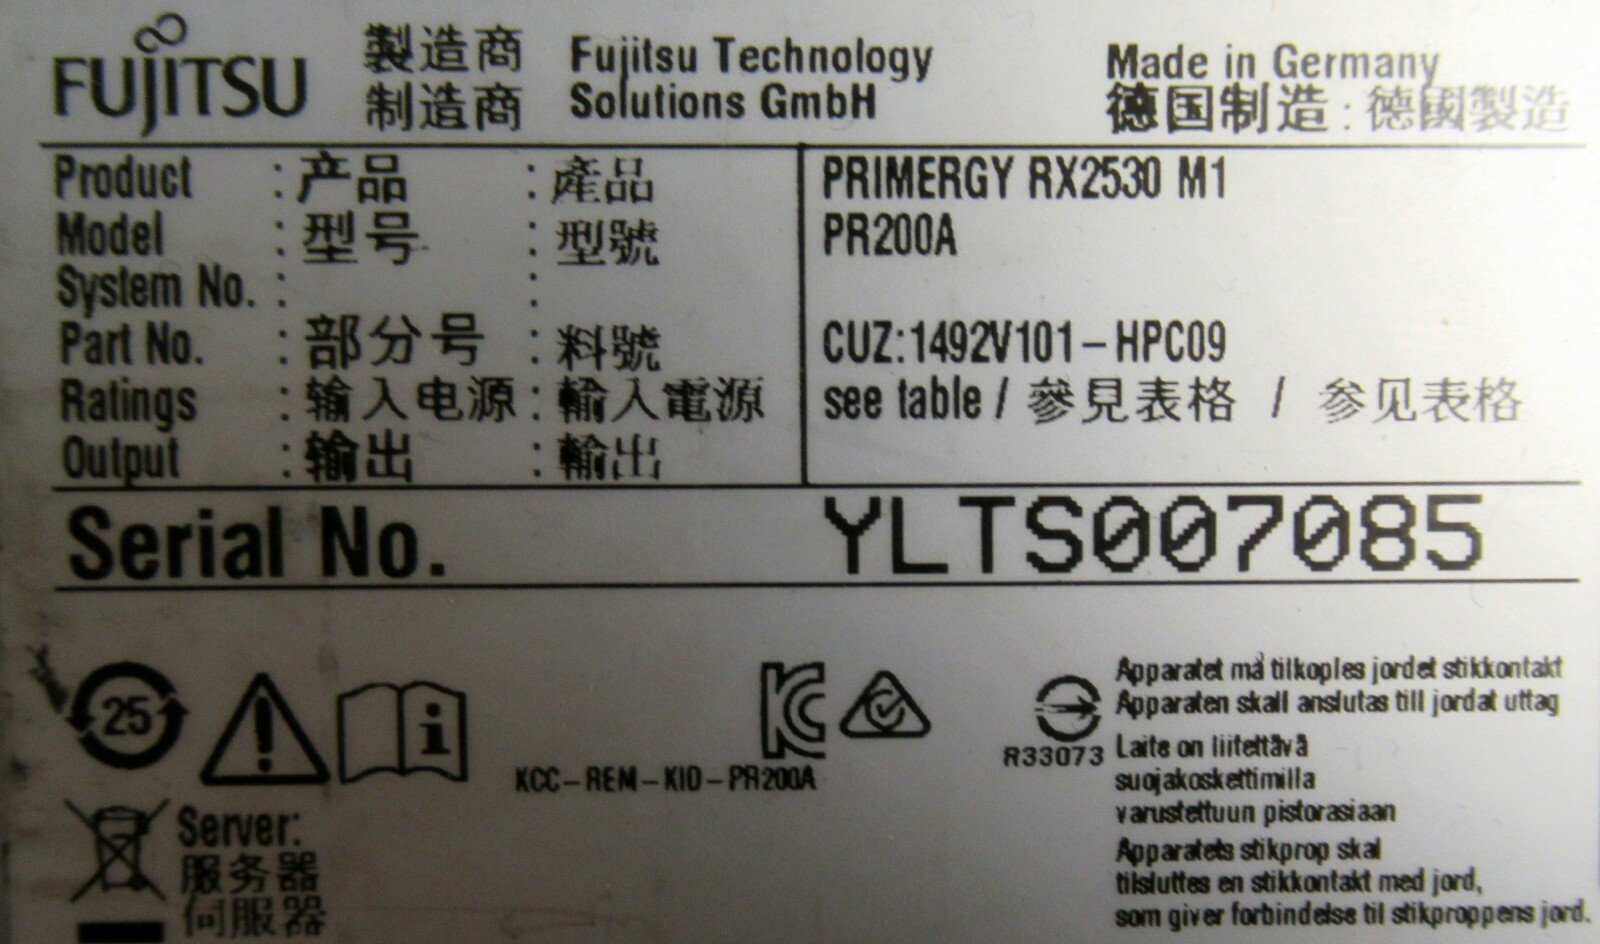 FUJITSU 製造商 Fujitsu Technology Made in Germany
制造商 Solutions GmbH 德国制造 : 德國製造
Product : 产品 : 產品 PRIMERGY RX2530 M1
Model : 型号 : 型號 PR200A
System No. : :
Part No. : 部分号 : 料號 CUZ:1492V101-HPC09
Ratings : 输入电源 : 輸入電源 see table / 參見表格 / 参见表格
Output : 输出 : 輸出
Serial No. YLTS007085
25
i
KCC-REM-KID-PR200A
R33073
Apparatet må tilkoples jordet stikkontakt
Apparaten skall anslutas till jordat uttag
Laite on liitettävä
suojakoskettimilla
varustettuun pistorasiaan
Apparatets stikprop skal
tilsluttes en stikkontakt med jord,
som giver forbindelse til stikproppens jord.
Server:
服务器
伺服器